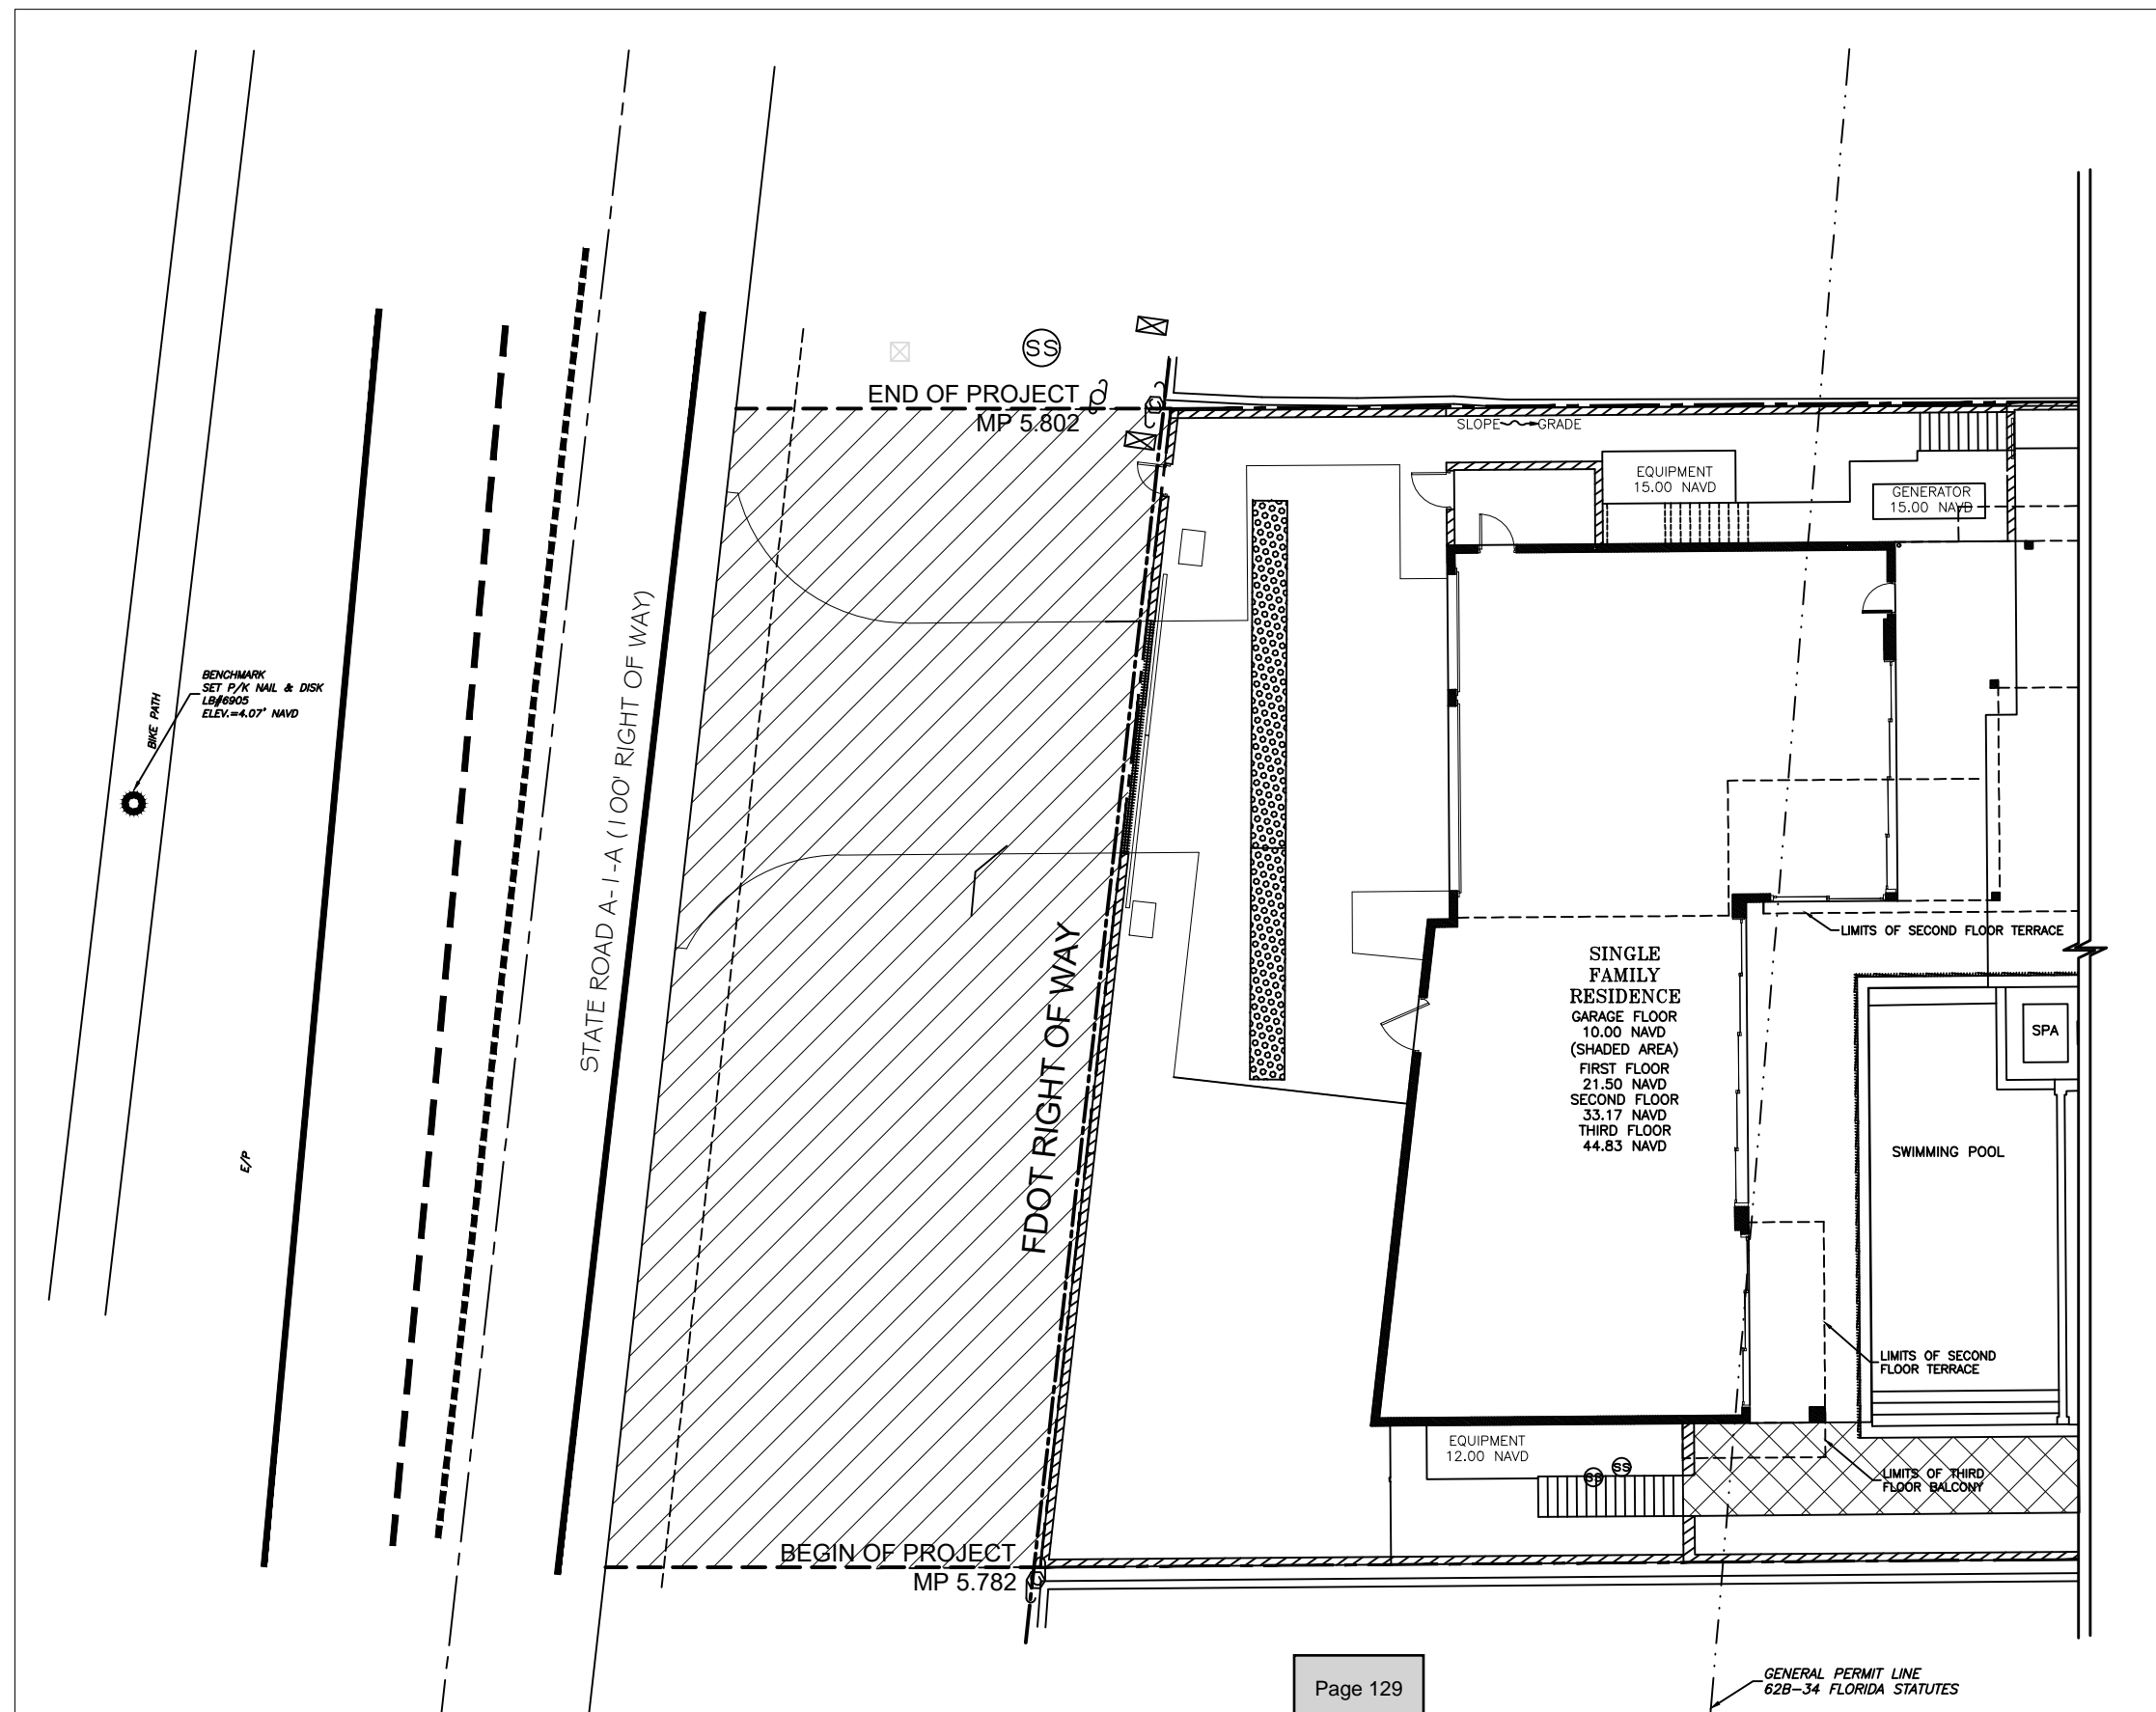 SS
END OF PROJECT
MP 5.802
SLOPE GRADE
EQUIPMENT
15.00 NAVD
GENERATOR
15.00 NAVD
STATE ROAD A-1-A (100' RIGHT OF WAY)
BENCHMARK
SET P/K NAIL & DISK
LB#6905
ELEV.=4.07' NAVD
BIKE PATH
E/P
FDOT RIGHT OF WAY
LIMITS OF SECOND FLOOR TERRACE
SINGLE
FAMILY
RESIDENCE
GARAGE FLOOR
10.00 NAVD
(SHADED AREA)
FIRST FLOOR
21.50 NAVD
SECOND FLOOR
33.17 NAVD
THIRD FLOOR
44.83 NAVD
SPA
SWIMMING POOL
LIMITS OF SECOND
FLOOR TERRACE
EQUIPMENT
12.00 NAVD
SS
SS
LIMITS OF THIRD
FLOOR BALCONY
BEGIN OF PROJECT
MP 5.782
Page 129
GENERAL PERMIT LINE
62B-34 FLORIDA STATUTES